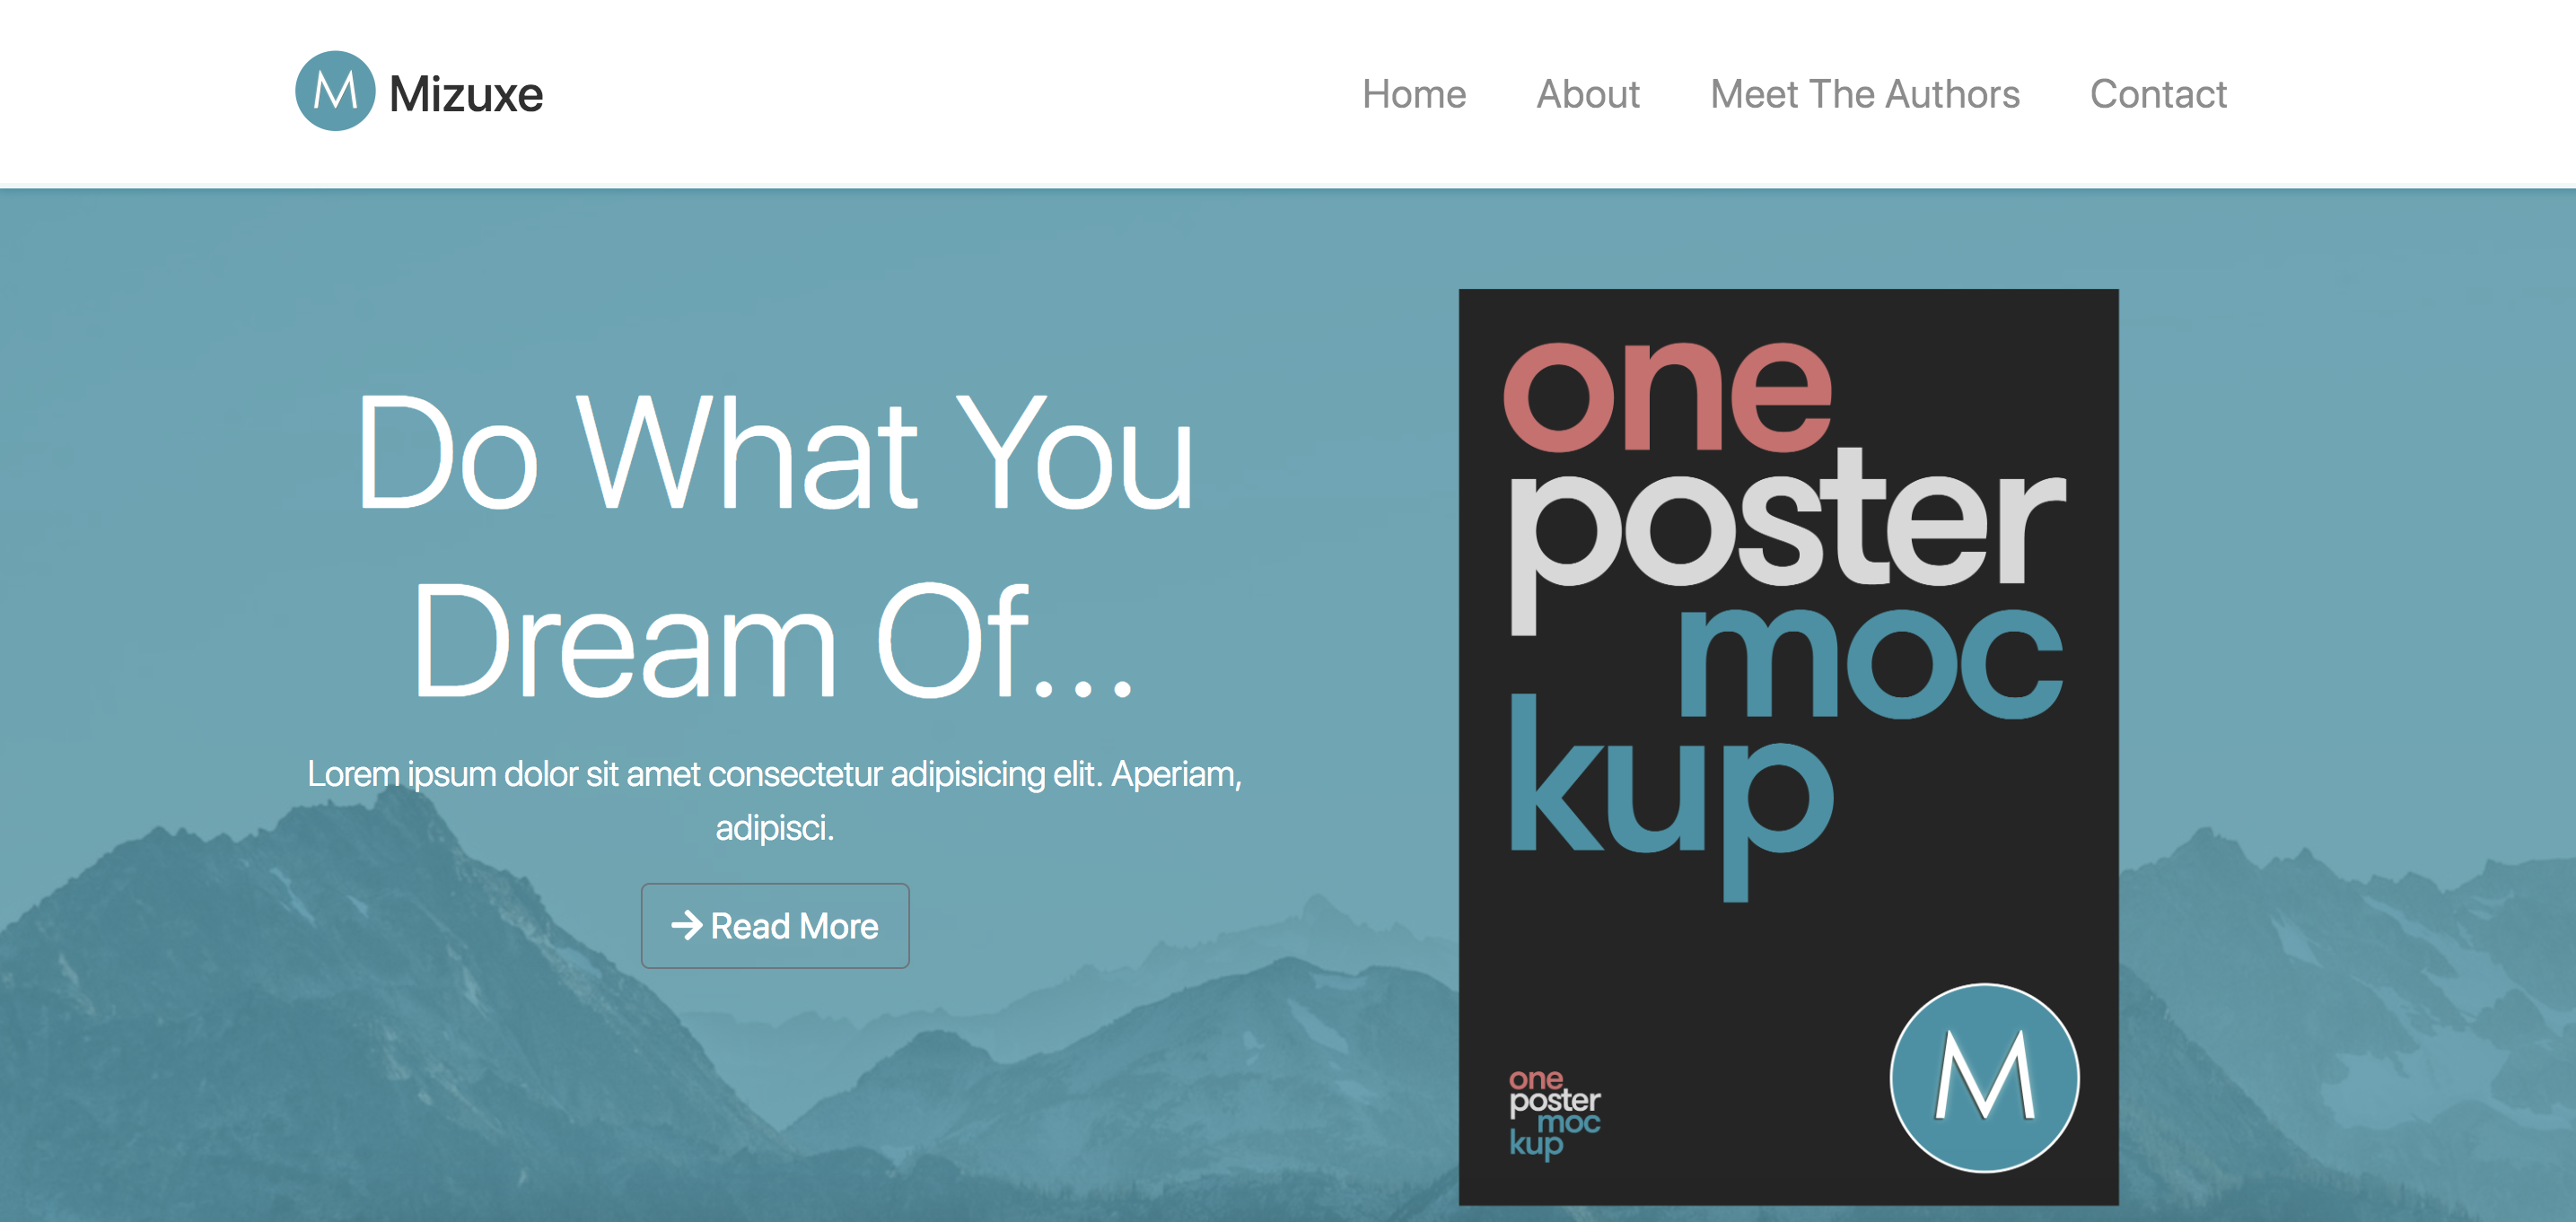 M Mizuxe
Home About Meet The Authors Contact
Do What You
Dream Of...
Lorem ipsum dolor sit amet consectetur adipisicing elit. Aperiam,
adipisci.
Read More
one
poster
moc
kup
one
poster
moc
kup
M